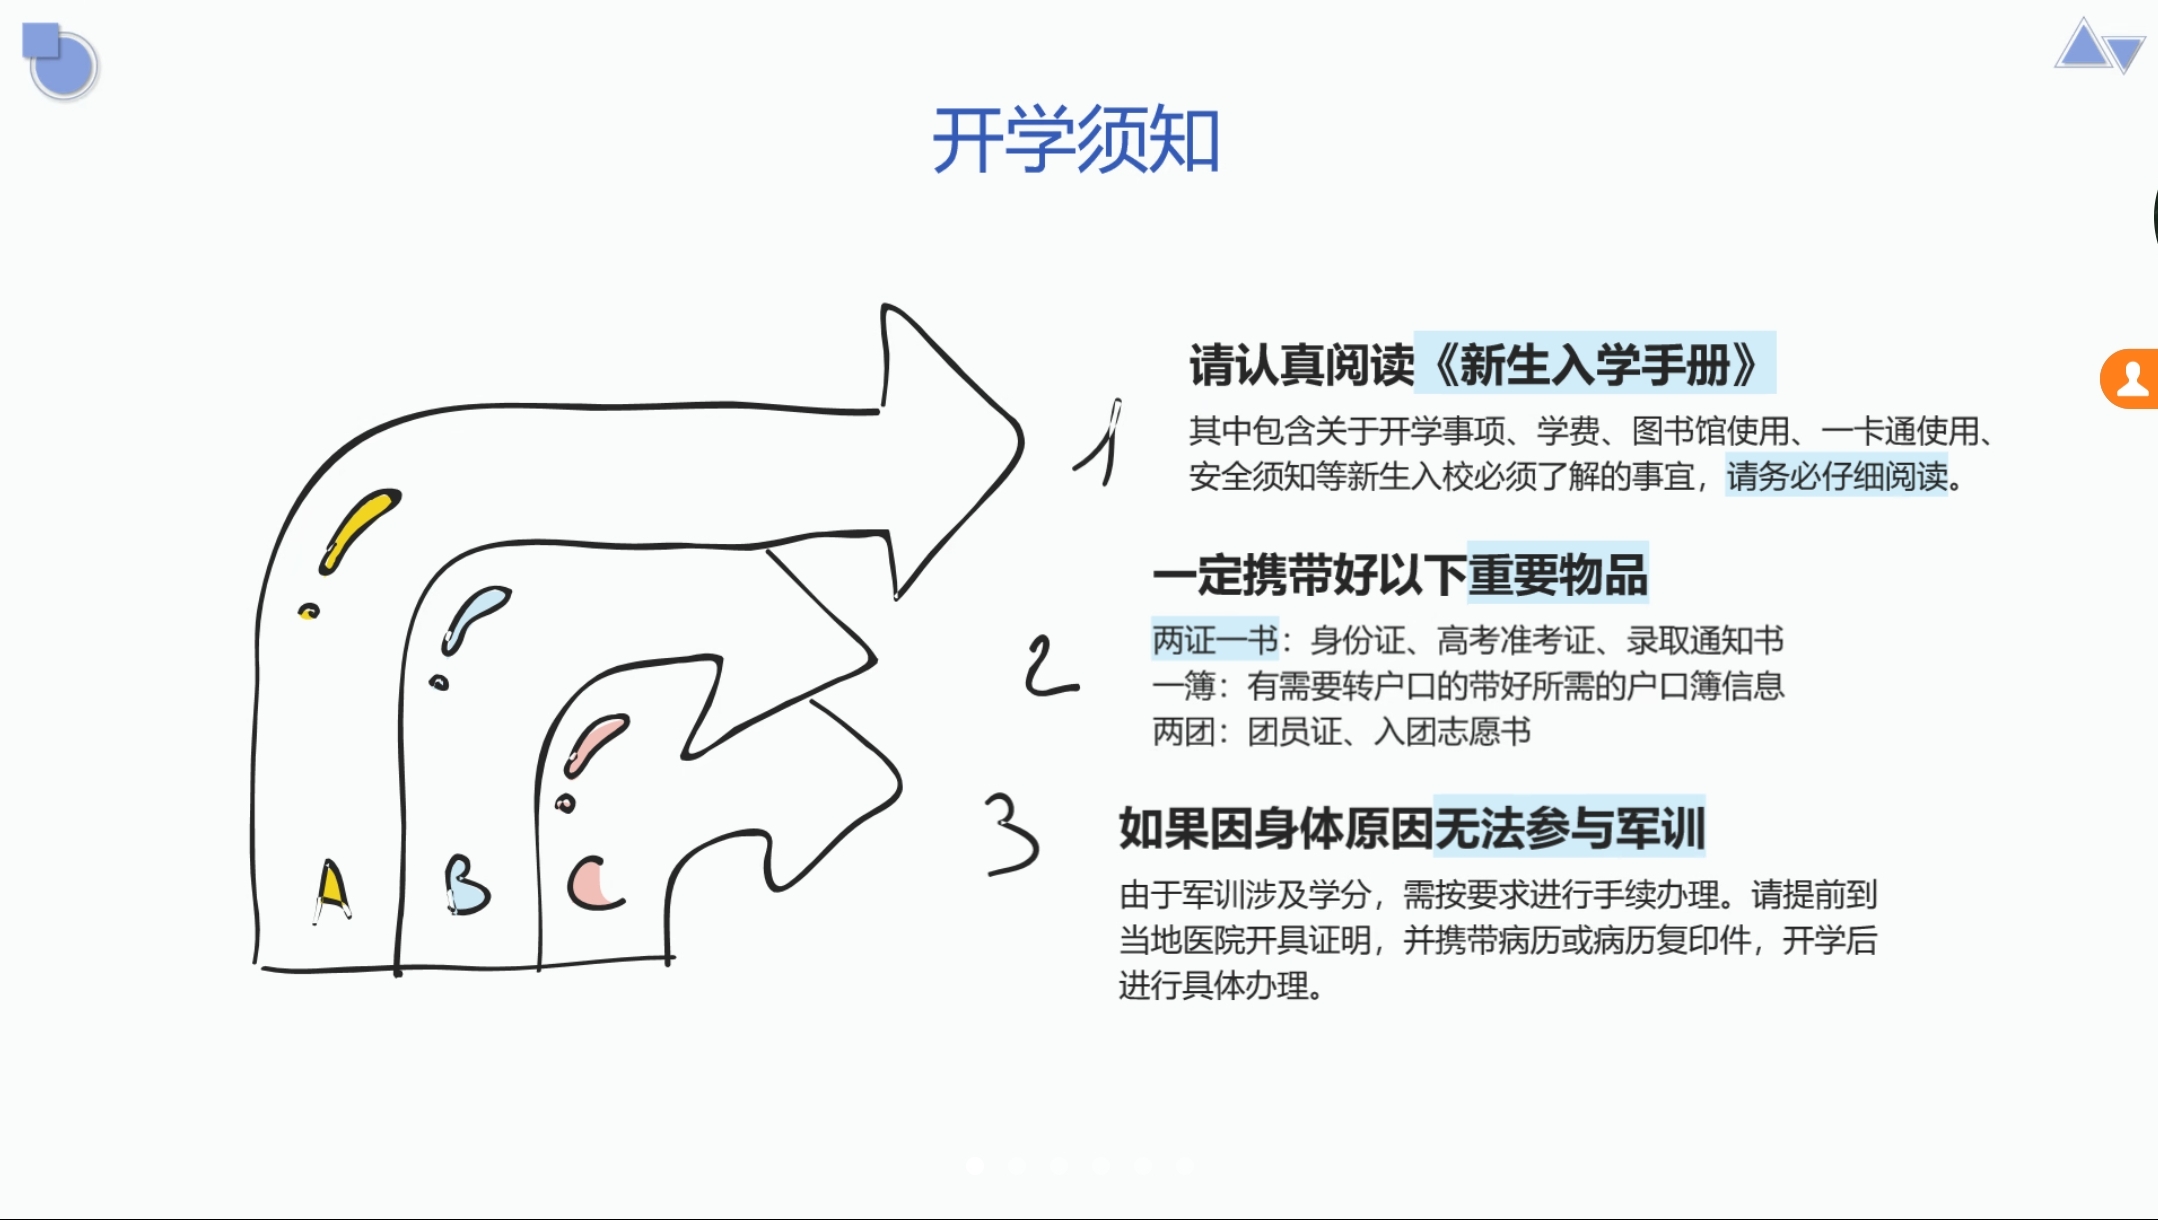 开学须知
1
请认真阅读《新生入学手册》
其中包含关于开学事项、学费、图书馆使用、一卡通使用、
安全须知等新生入校必须了解的事宜，请务必仔细阅读。
2
一定携带好以下重要物品
两证一书：身份证、高考准考证、录取通知书
一簿：有需要转户口的带好所需的户口簿信息
两团：团员证、入团志愿书
3
如果因身体原因无法参与军训
由于军训涉及学分，需按要求进行手续办理。请提前到
当地医院开具证明，并携带病历或病历复印件，开学后
进行具体办理。
A B C